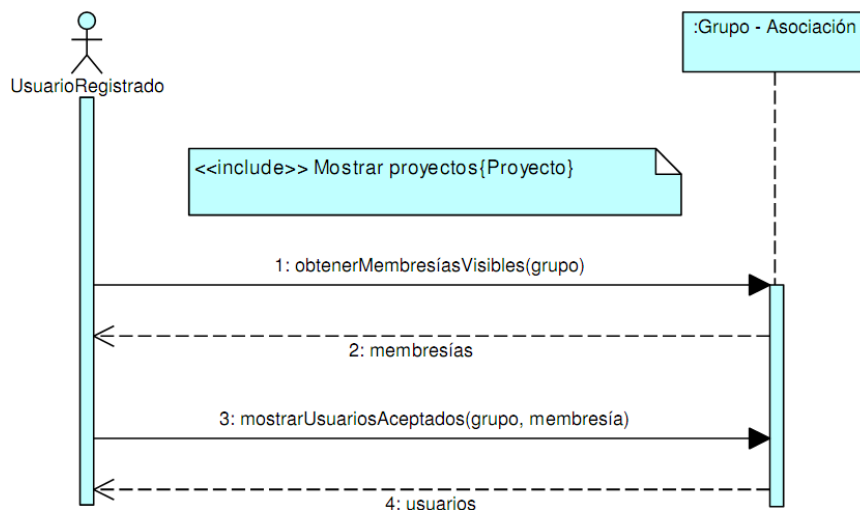 :Grupo - Asociación
UsuarioRegistrado
<<include>> Mostrar proyectos{Proyecto}
1: obtenerMembresíasVisibles(grupo)
2: membresías
3: mostrarUsuariosAceptados(grupo, membresía)
4: usuarios